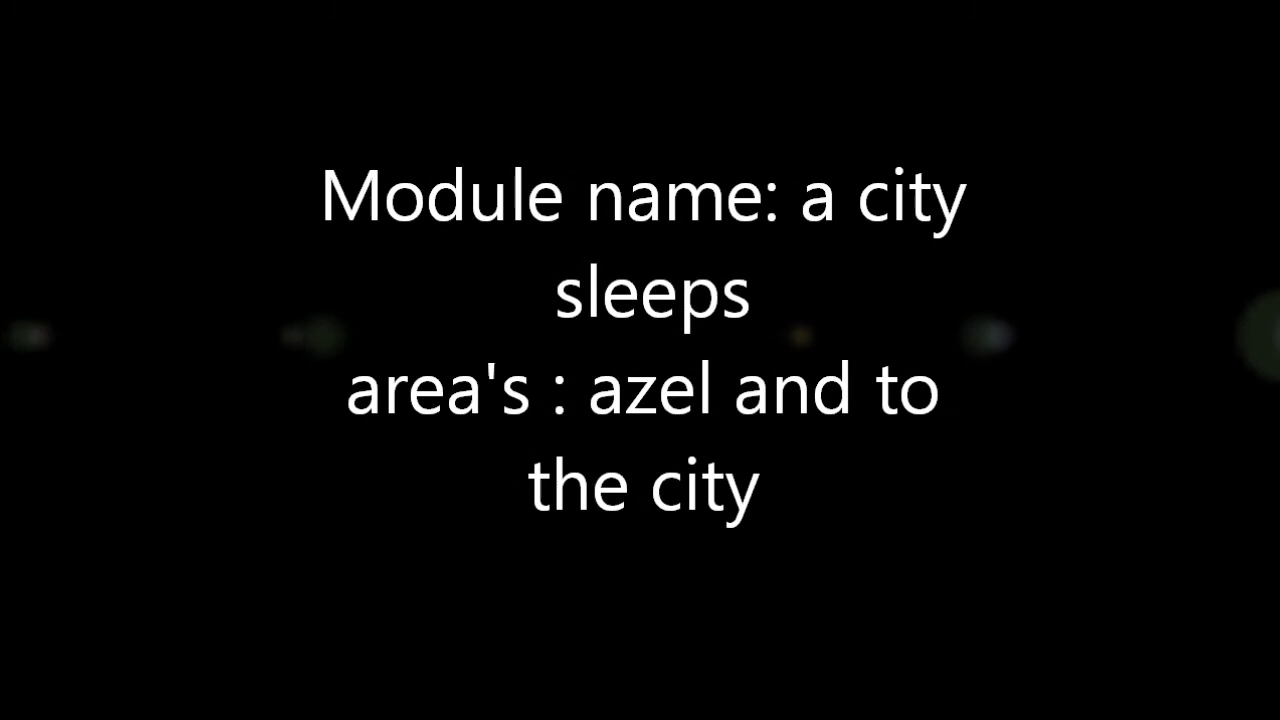 Module name: a city
sleeps
area's : azel and to
the city